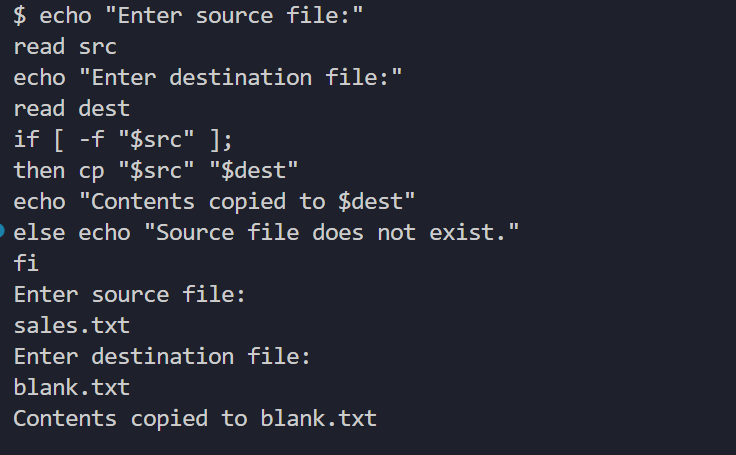 $ echo "Enter source file:"
read src
echo "Enter destination file:"
read dest
if [ -f "$src" ];
then cp "$src" "$dest"
echo "Contents copied to $dest"
else echo "Source file does not exist."
fi
Enter source file:
sales.txt
Enter destination file:
blank.txt
Contents copied to blank.txt